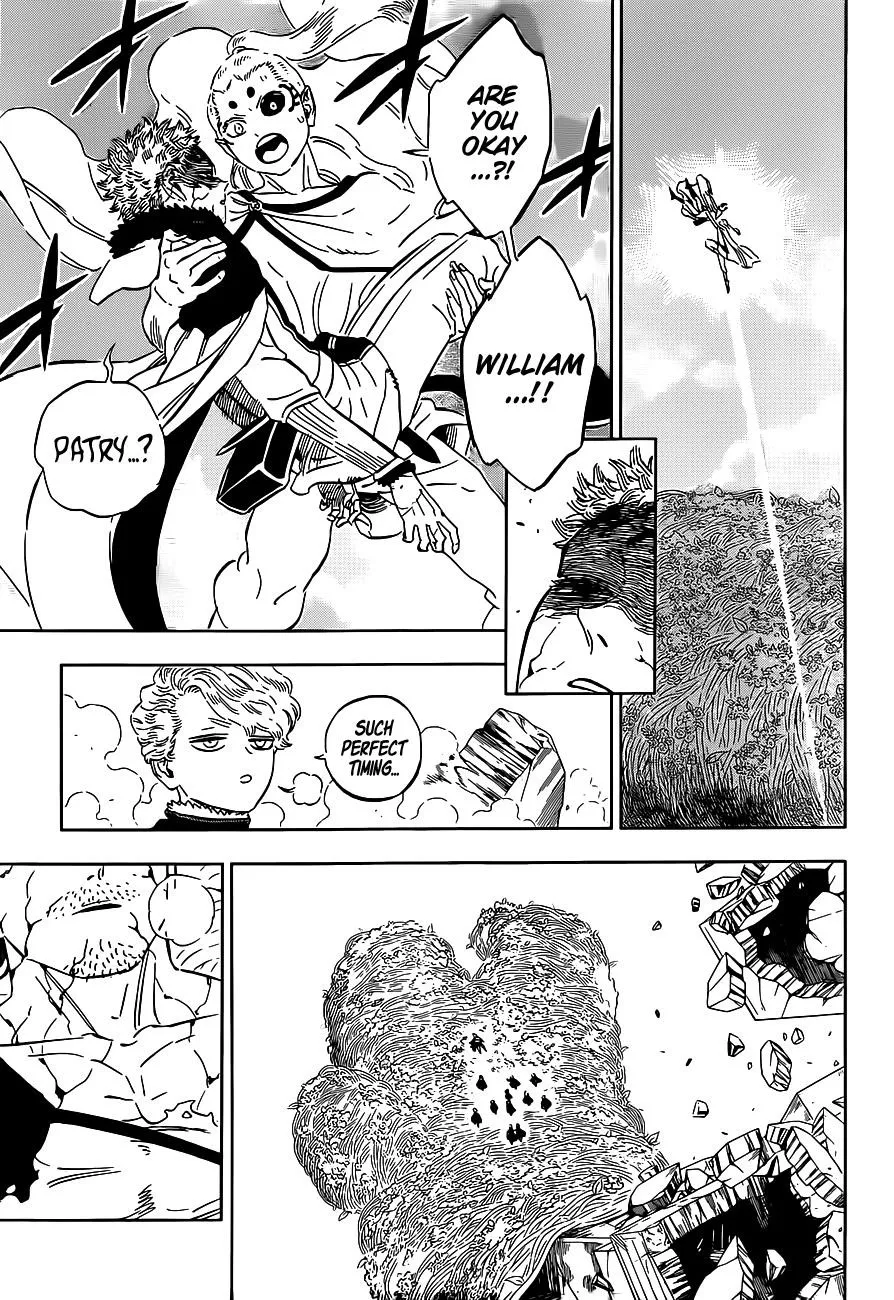 ARE
YOU
OKAY
...?!
WILLIAM
...!!
PATRY...?
SUCH
PERFECT
TIMING...